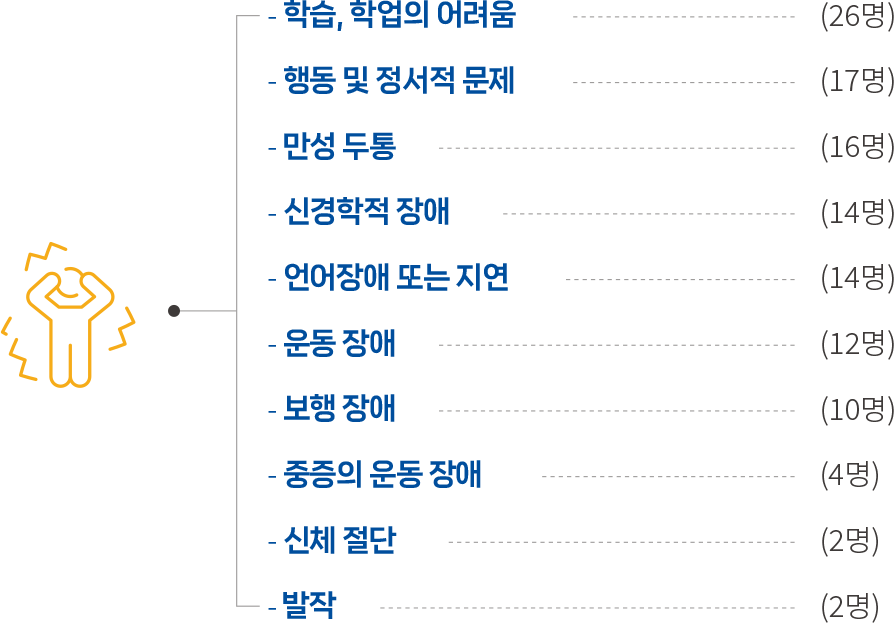 - 학습, 학업의 어려움 (26명)
- 행동 및 정서적 문제 (17명)
- 만성 두통 (16명)
- 신경학적 장애 (14명)
- 언어장애 또는 지연 (14명)
- 운동 장애 (12명)
- 보행 장애 (10명)
- 중증의 운동 장애 (4명)
- 신체 절단 (2명)
- 발작 (2명)